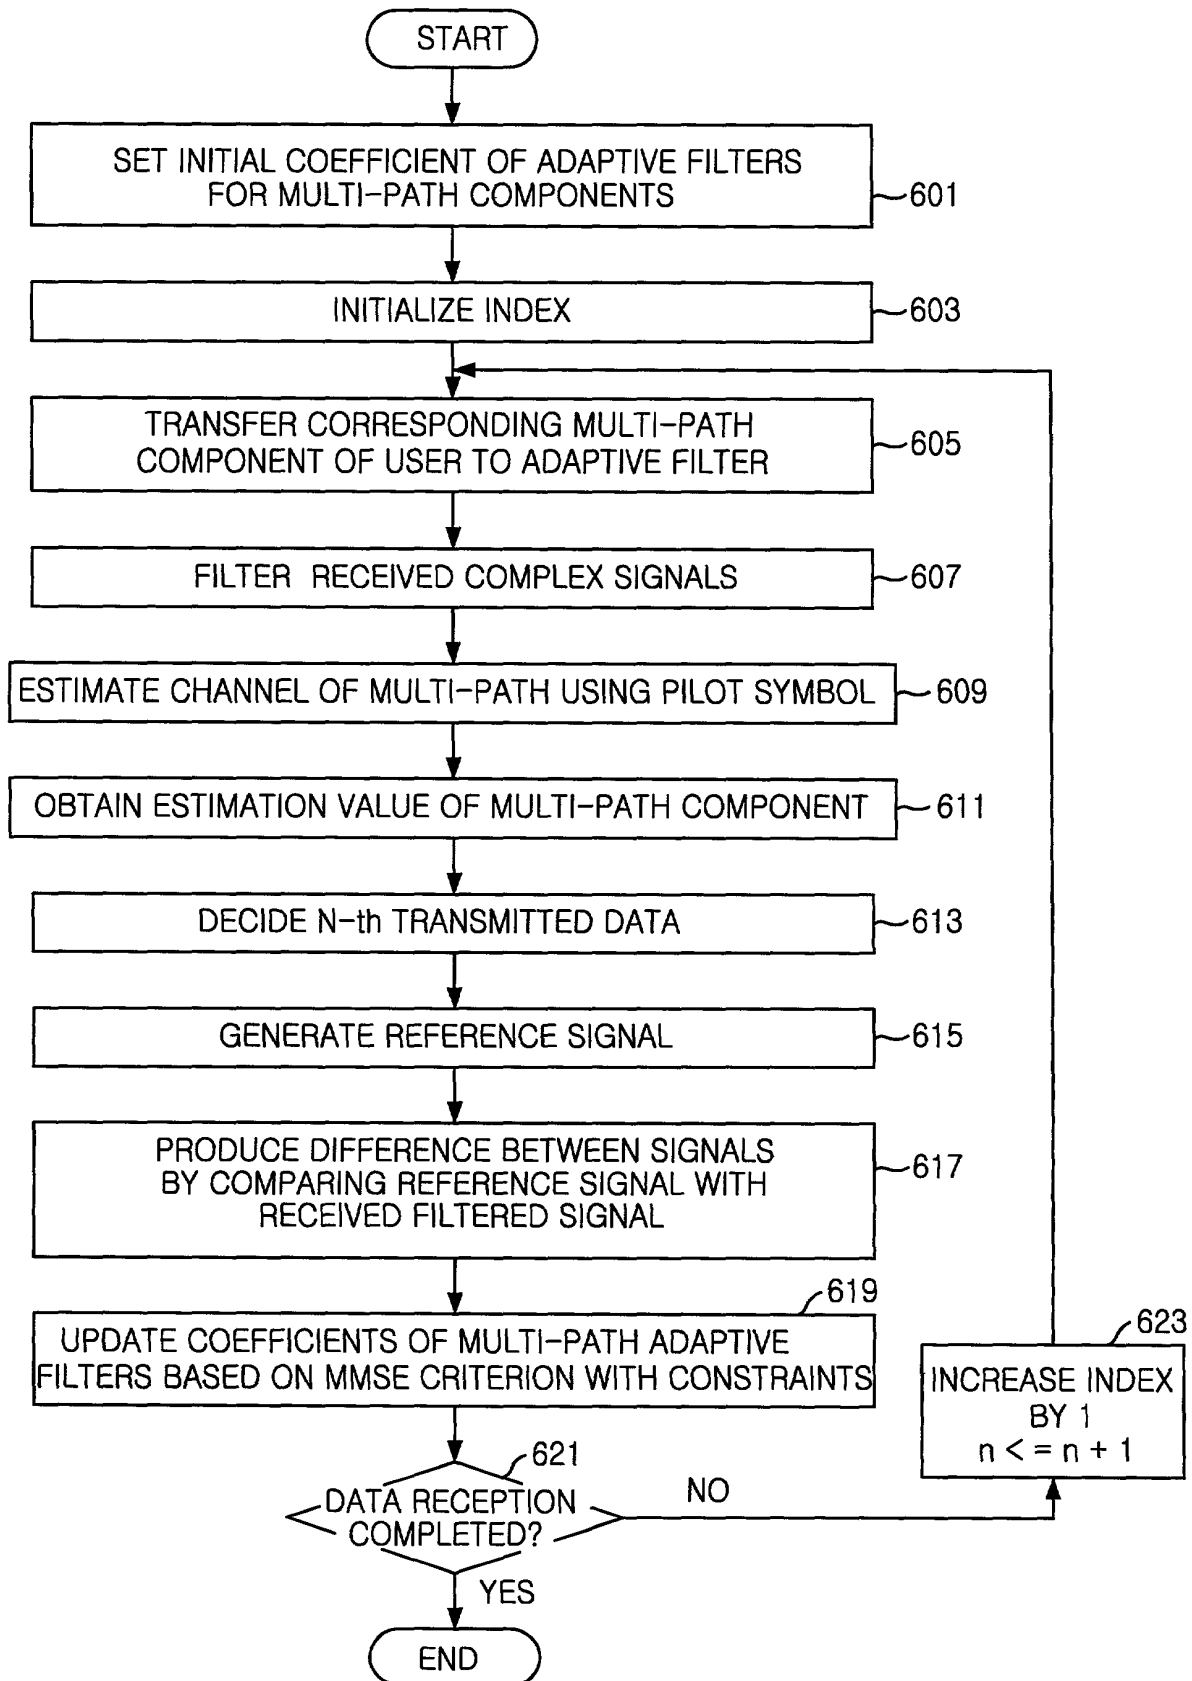 START
SET INITIAL COEFFICIENT OF ADAPTIVE FILTERS
FOR MULTI-PATH COMPONENTS
601
INITIALIZE INDEX
603
TRANSFER CORRESPONDING MULTI-PATH
COMPONENT OF USER TO ADAPTIVE FILTER
605
FILTER RECEIVED COMPLEX SIGNALS
607
ESTIMATE CHANNEL OF MULTI-PATH USING PILOT SYMBOL
609
OBTAIN ESTIMATION VALUE OF MULTI-PATH COMPONENT
611
DECIDE N-th TRANSMITTED DATA
613
GENERATE REFERENCE SIGNAL
615
PRODUCE DIFFERENCE BETWEEN SIGNALS
BY COMPARING REFERENCE SIGNAL WITH
RECEIVED FILTERED SIGNAL
617
619
UPDATE COEFFICIENTS OF MULTI-PATH ADAPTIVE
FILTERS BASED ON MMSE CRITERION WITH CONSTRAINTS
623
INCREASE INDEX
BY 1
n < = n + 1
621
DATA RECEPTION
COMPLETED?
NO
YES
END